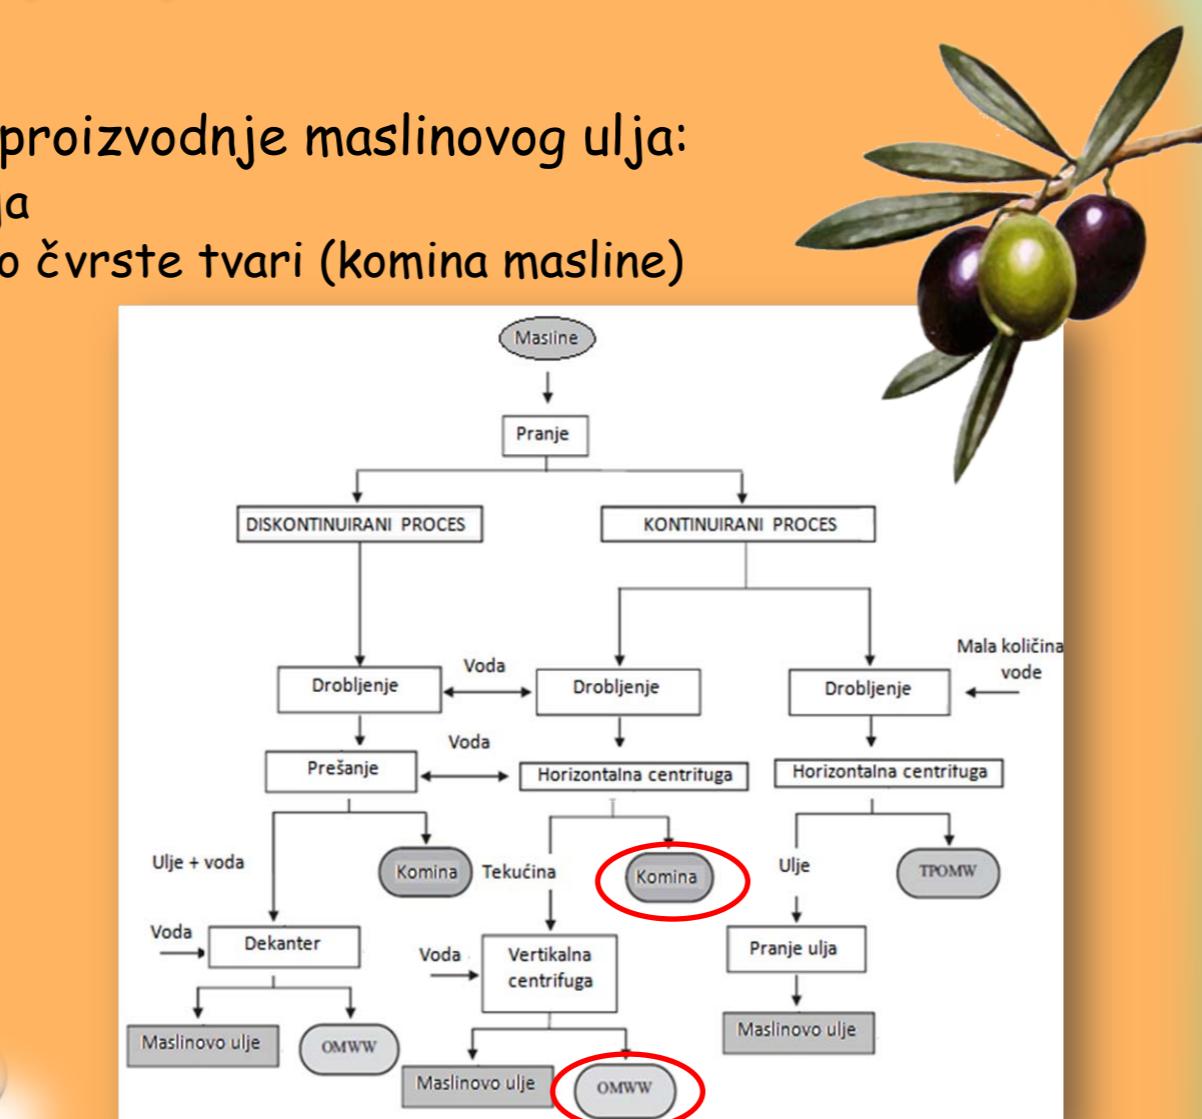 proizvodnje maslinovog ulja:
ja
o čvrste tvari (komina masline)
Masline
Pranje
DISKONTINUIRANI PROCES
KONTINUIRANI PROCES
Mala količina
vode
Voda
Drobljenje
Drobljenje
Drobljenje
Voda
Prešanje
Horizontalna centrifuga
Horizontalna centrifuga
Ulje + voda
Komina
Tekućina
Komina
Ulje
TPOMW
Voda
Dekanter
Voda
Vertikalna
centrifuga
Pranje ulja
Maslinovo ulje
OMWW
Maslinovo ulje
OMWW
Maslinovo ulje